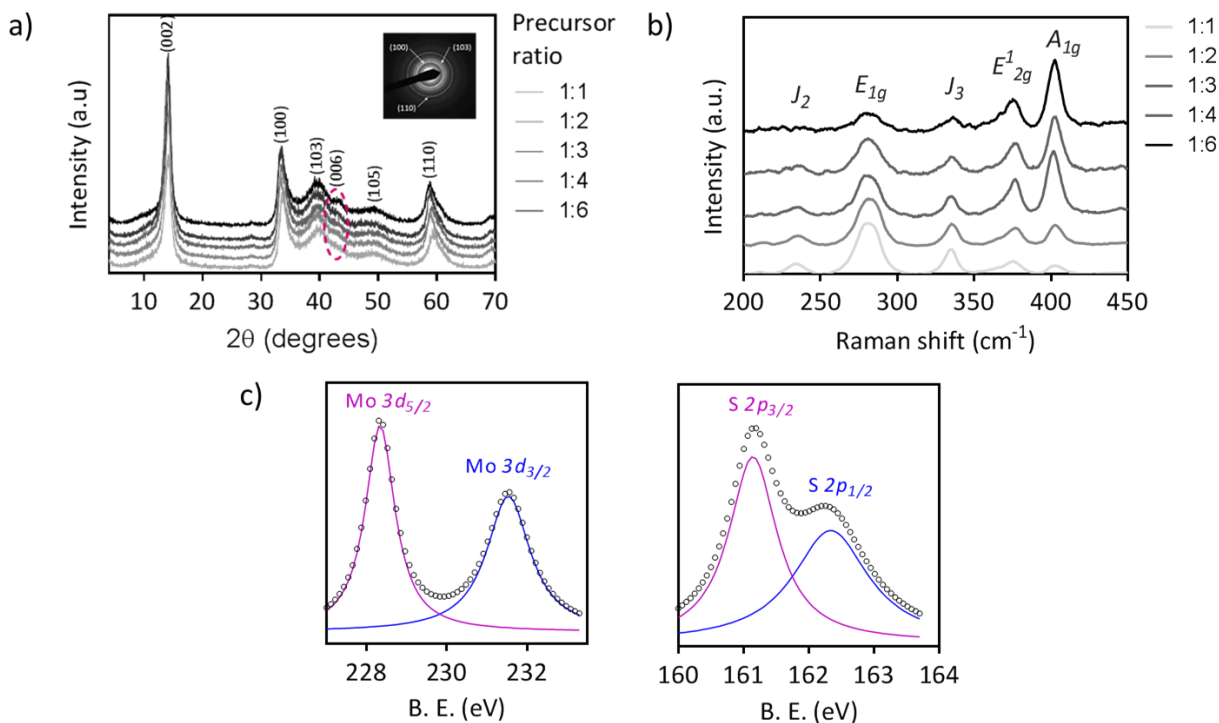 a)
Intensity (a.u)
(002)
(100)
(103)
(006)
(105)
(110)
(100)
(103)
(110)
10 20 30 40 50 60 70
2θ (degrees)
Precursor
ratio
1:1
1:2
1:3
1:4
1:6
b)
Intensity (a.u.)
J2
E1g
J3
E12g
A1g
200 250 300 350 400 450
Raman shift (cm-1)
1:1
1:2
1:3
1:4
1:6
c)
Mo 3d5/2
Mo 3d3/2
228 230 232
B. E. (eV)
S 2p3/2
S 2p1/2
160 161 162 163 164
B. E. (eV)